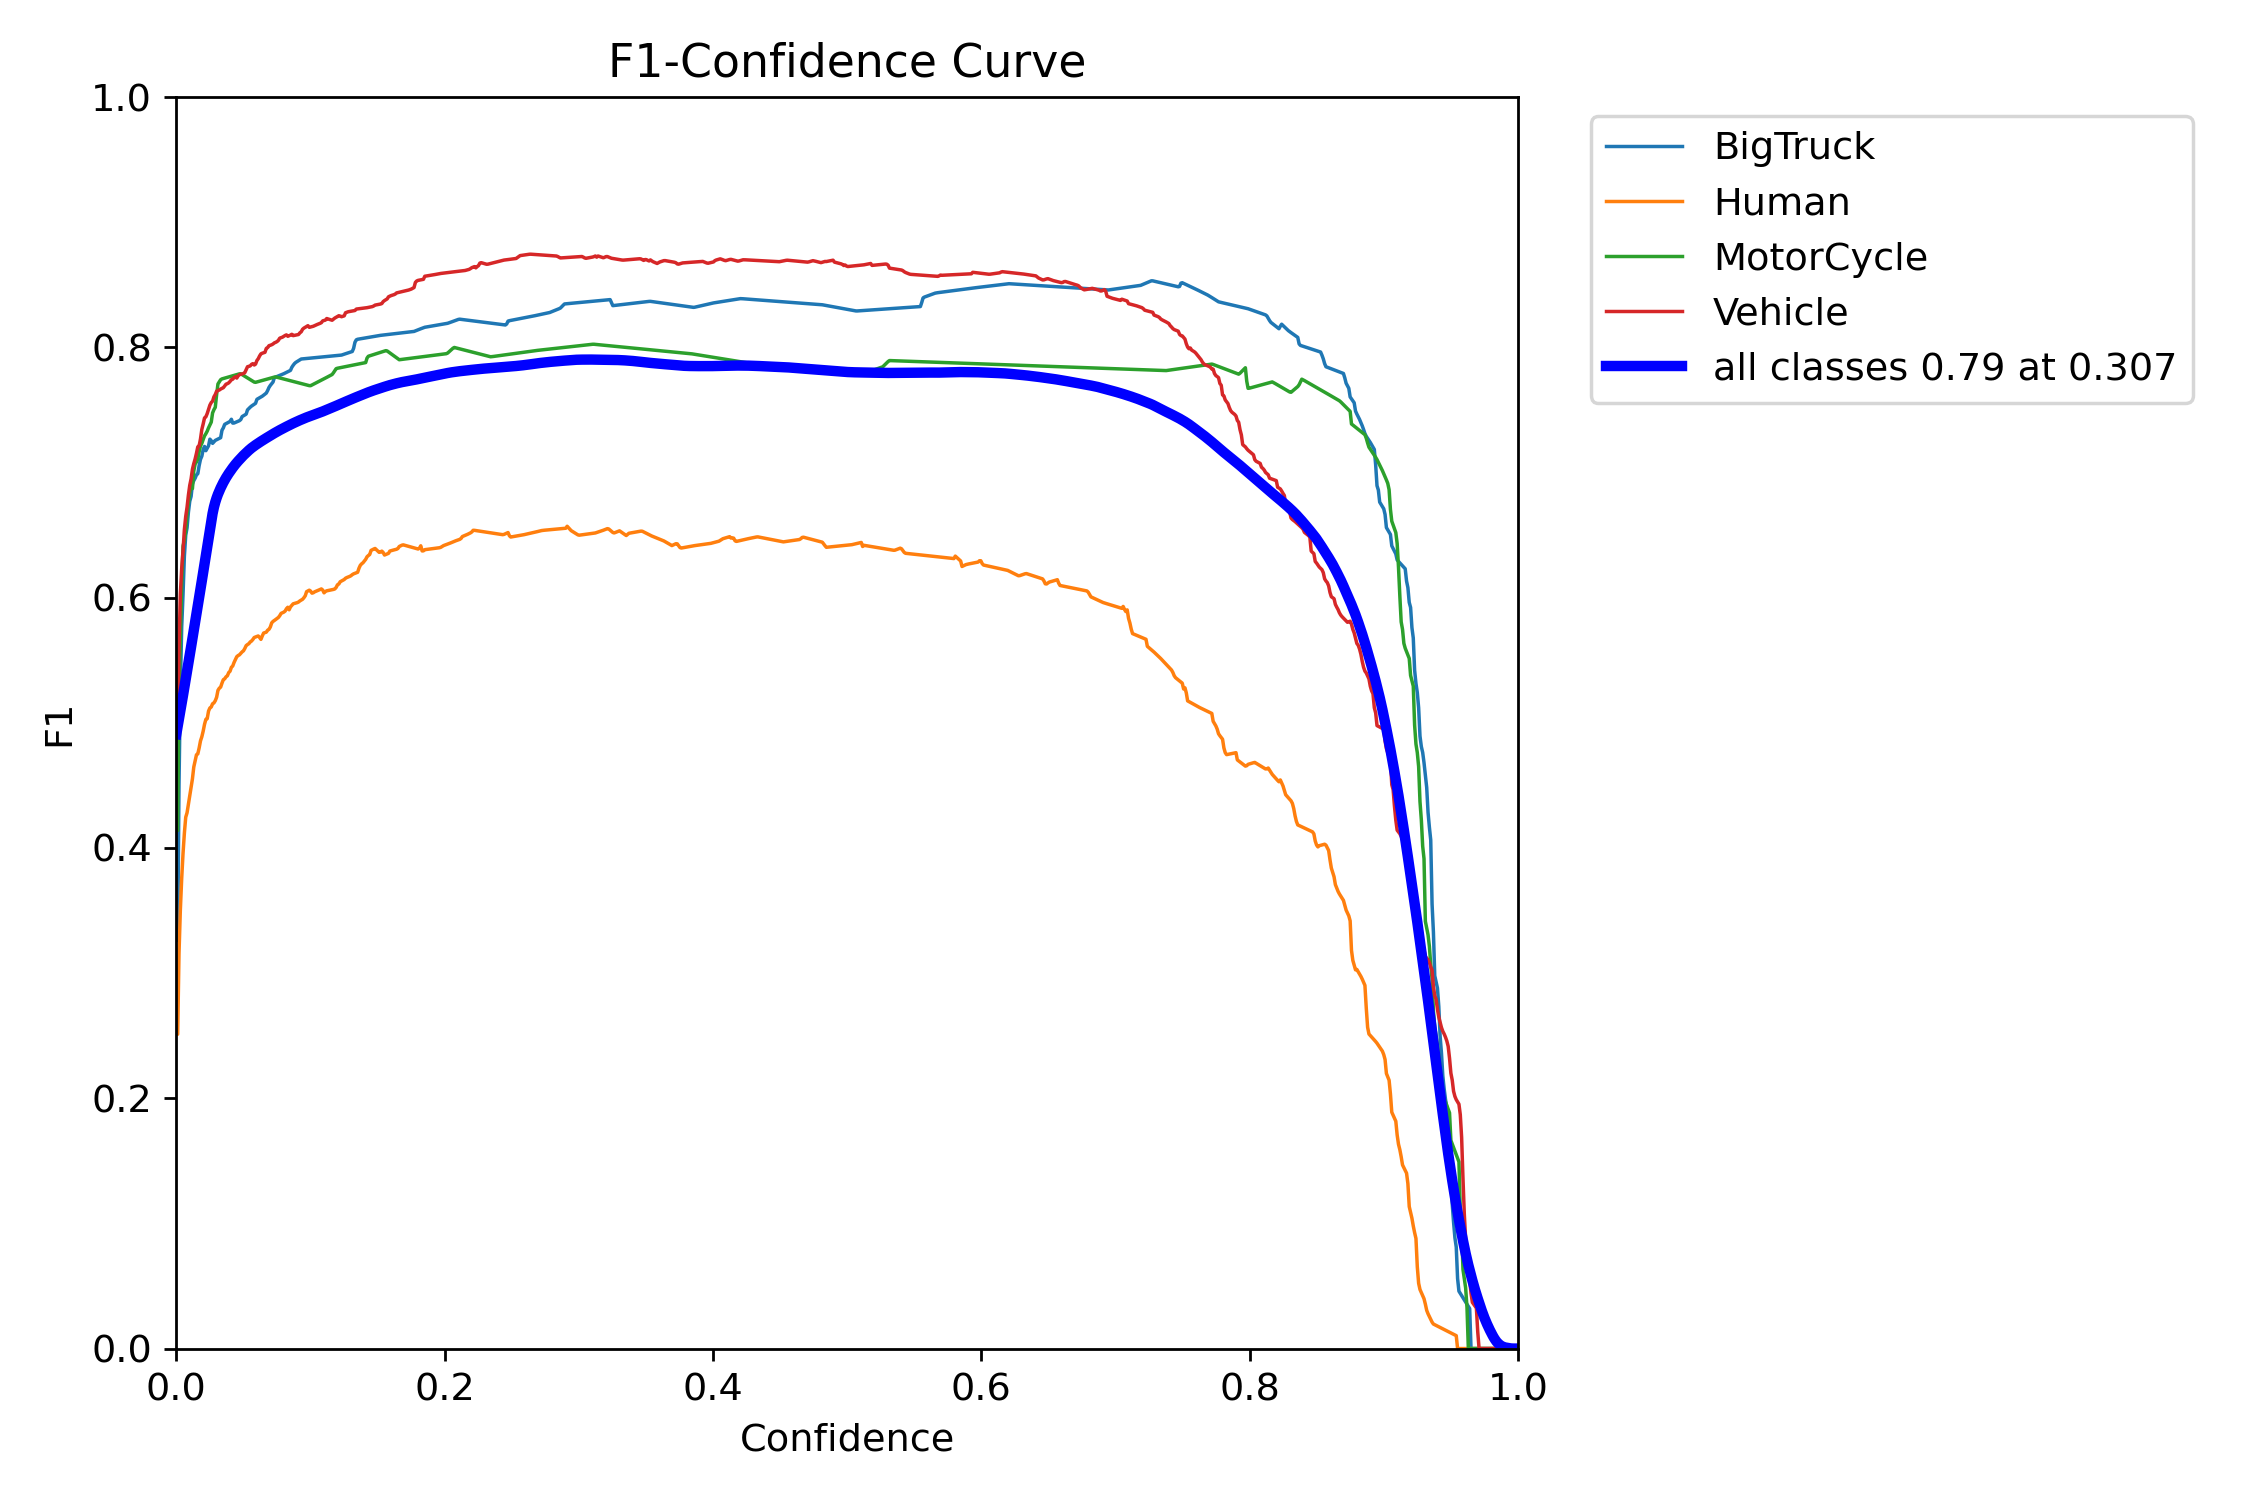 F1-Confidence Curve
1.0
0.8
0.6
0.4
0.2
0.0
F1
0.0 0.2 0.4 0.6 0.8 1.0
Confidence
BigTruck
Human
MotorCycle
Vehicle
all classes 0.79 at 0.307